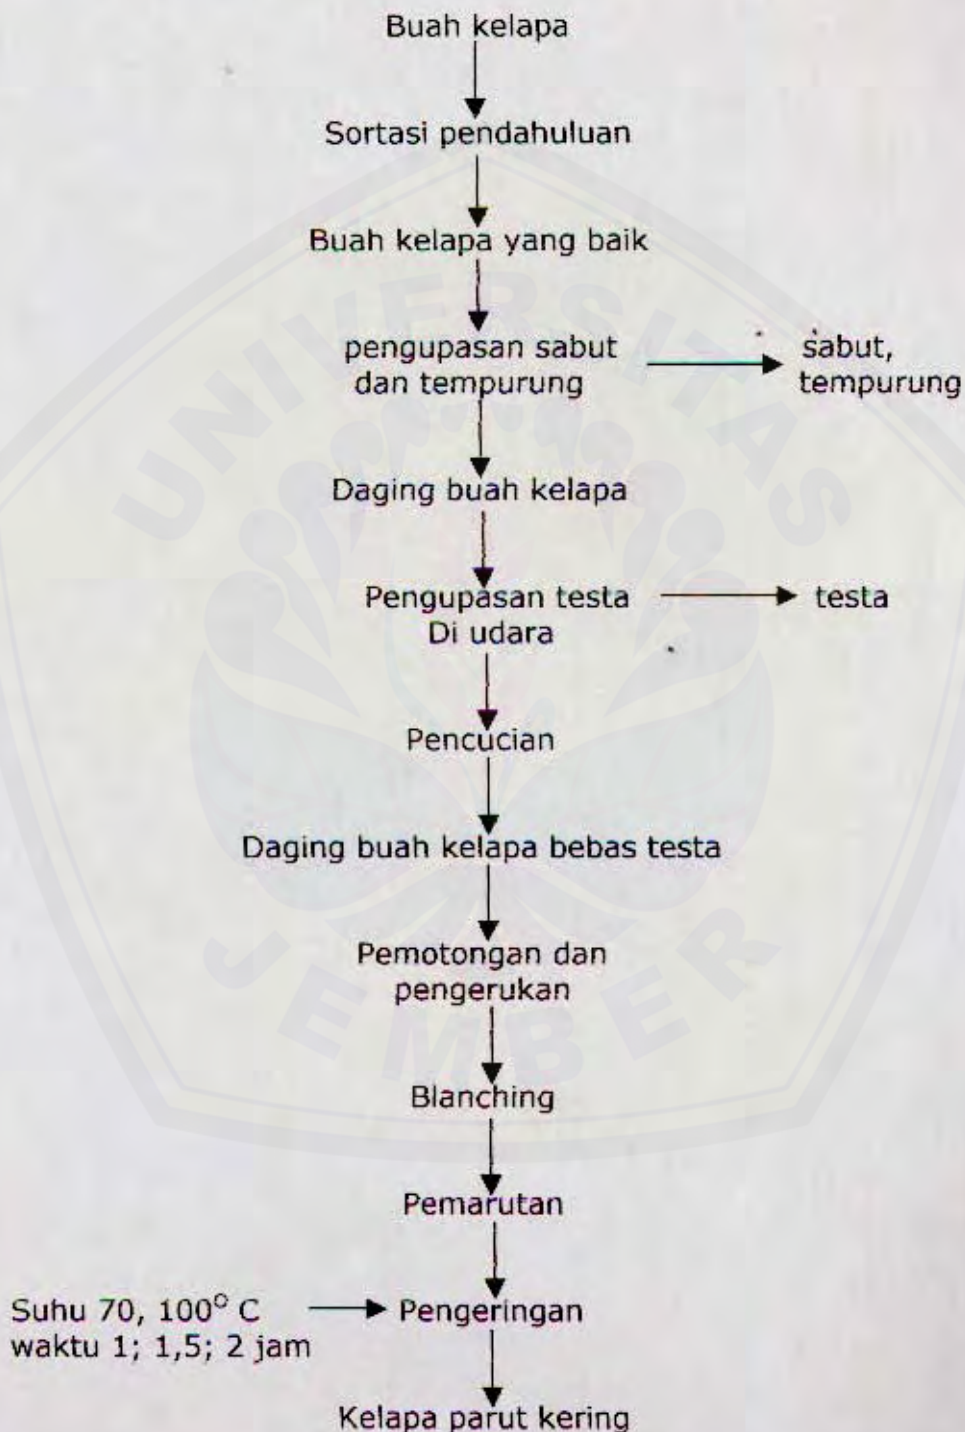 Buah kelapa
Sortasi pendahuluan
Buah kelapa yang baik
pengupasan sabut
dan tempurung
sabut,
tempurung
Daging buah kelapa
Pengupasan testa
Di udara
testa
Pencucian
Daging buah kelapa bebas testa
Pemotongan dan
pengerukan
Blanching
Pemarutan
Suhu 70, 100° C
waktu 1; 1,5; 2 jam
Pengeringan
Kelapa parut kering
UNIVERSITAS
JEMBER